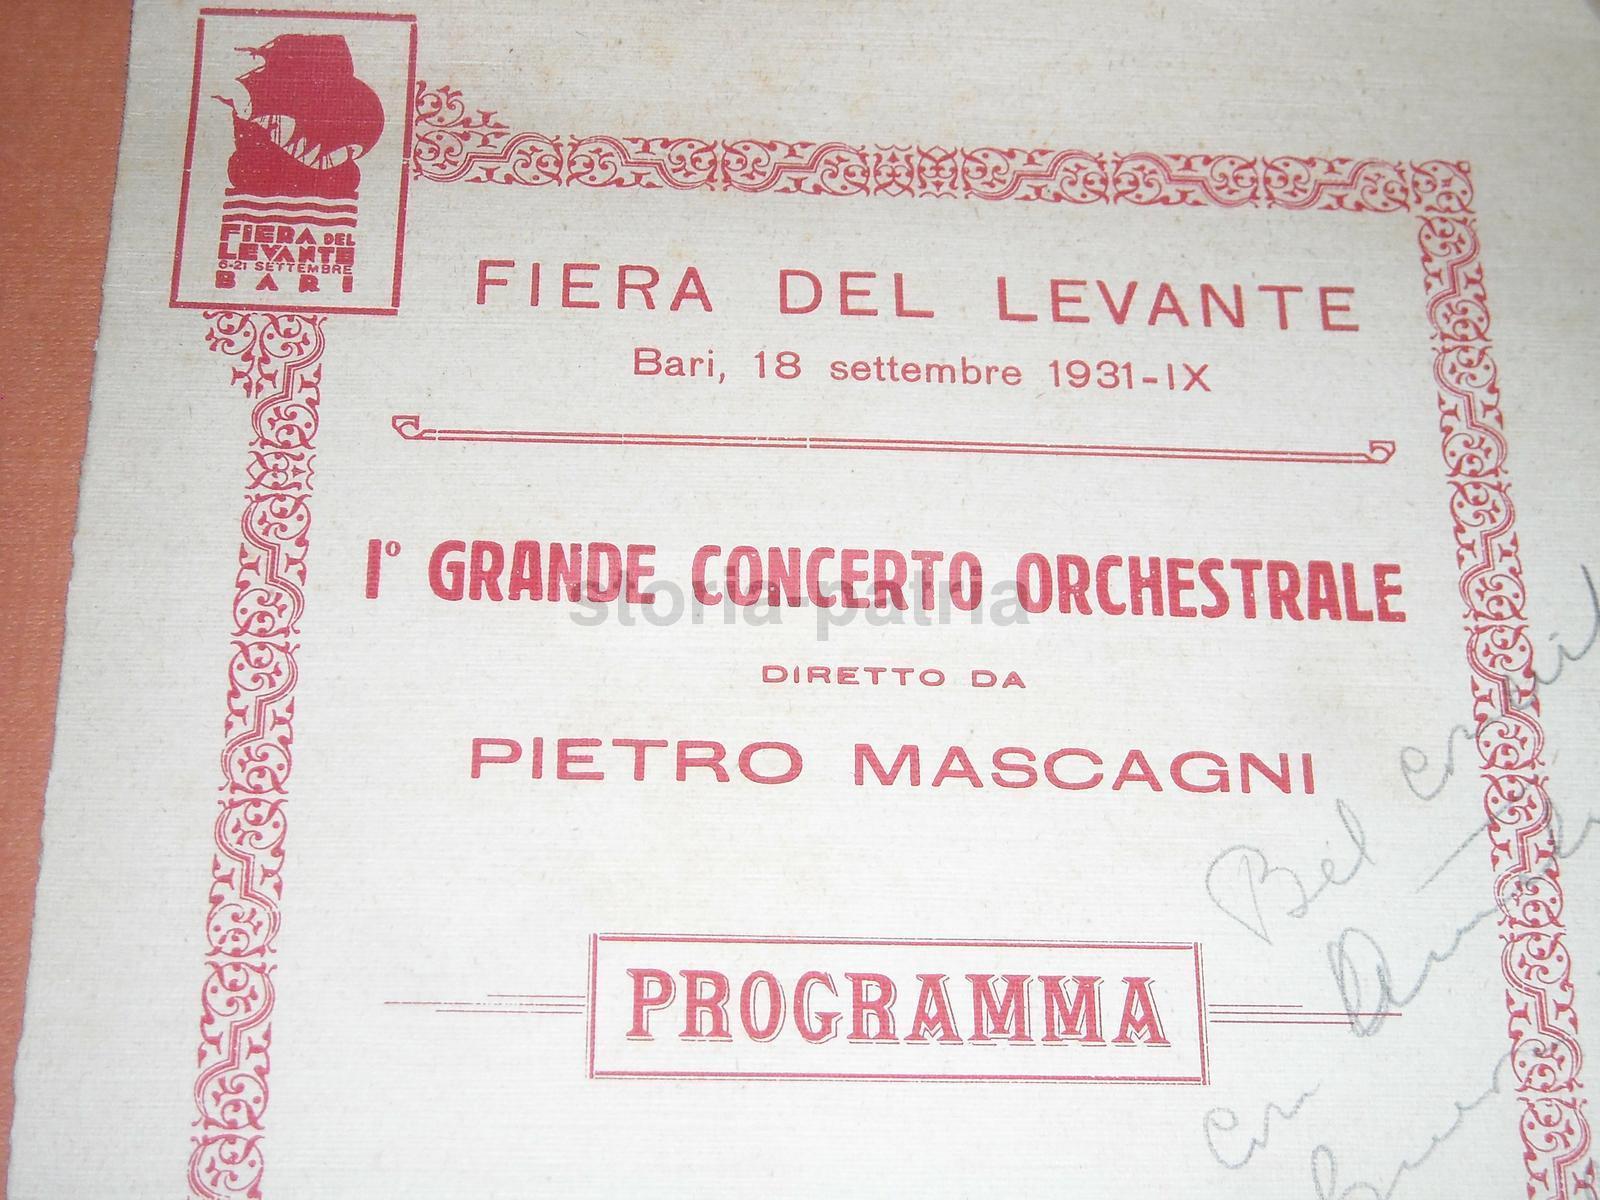 FIERA DEL
LEVANTE
6-21 SETTEMBRE
BARI
FIERA DEL LEVANTE
Bari, 18 settembre 1931-IX
1º GRANDE CONCERTO ORCHESTRALE
storia-patria
DIRETTO DA
PIETRO MASCAGNI
Bel
PROGRAMMA